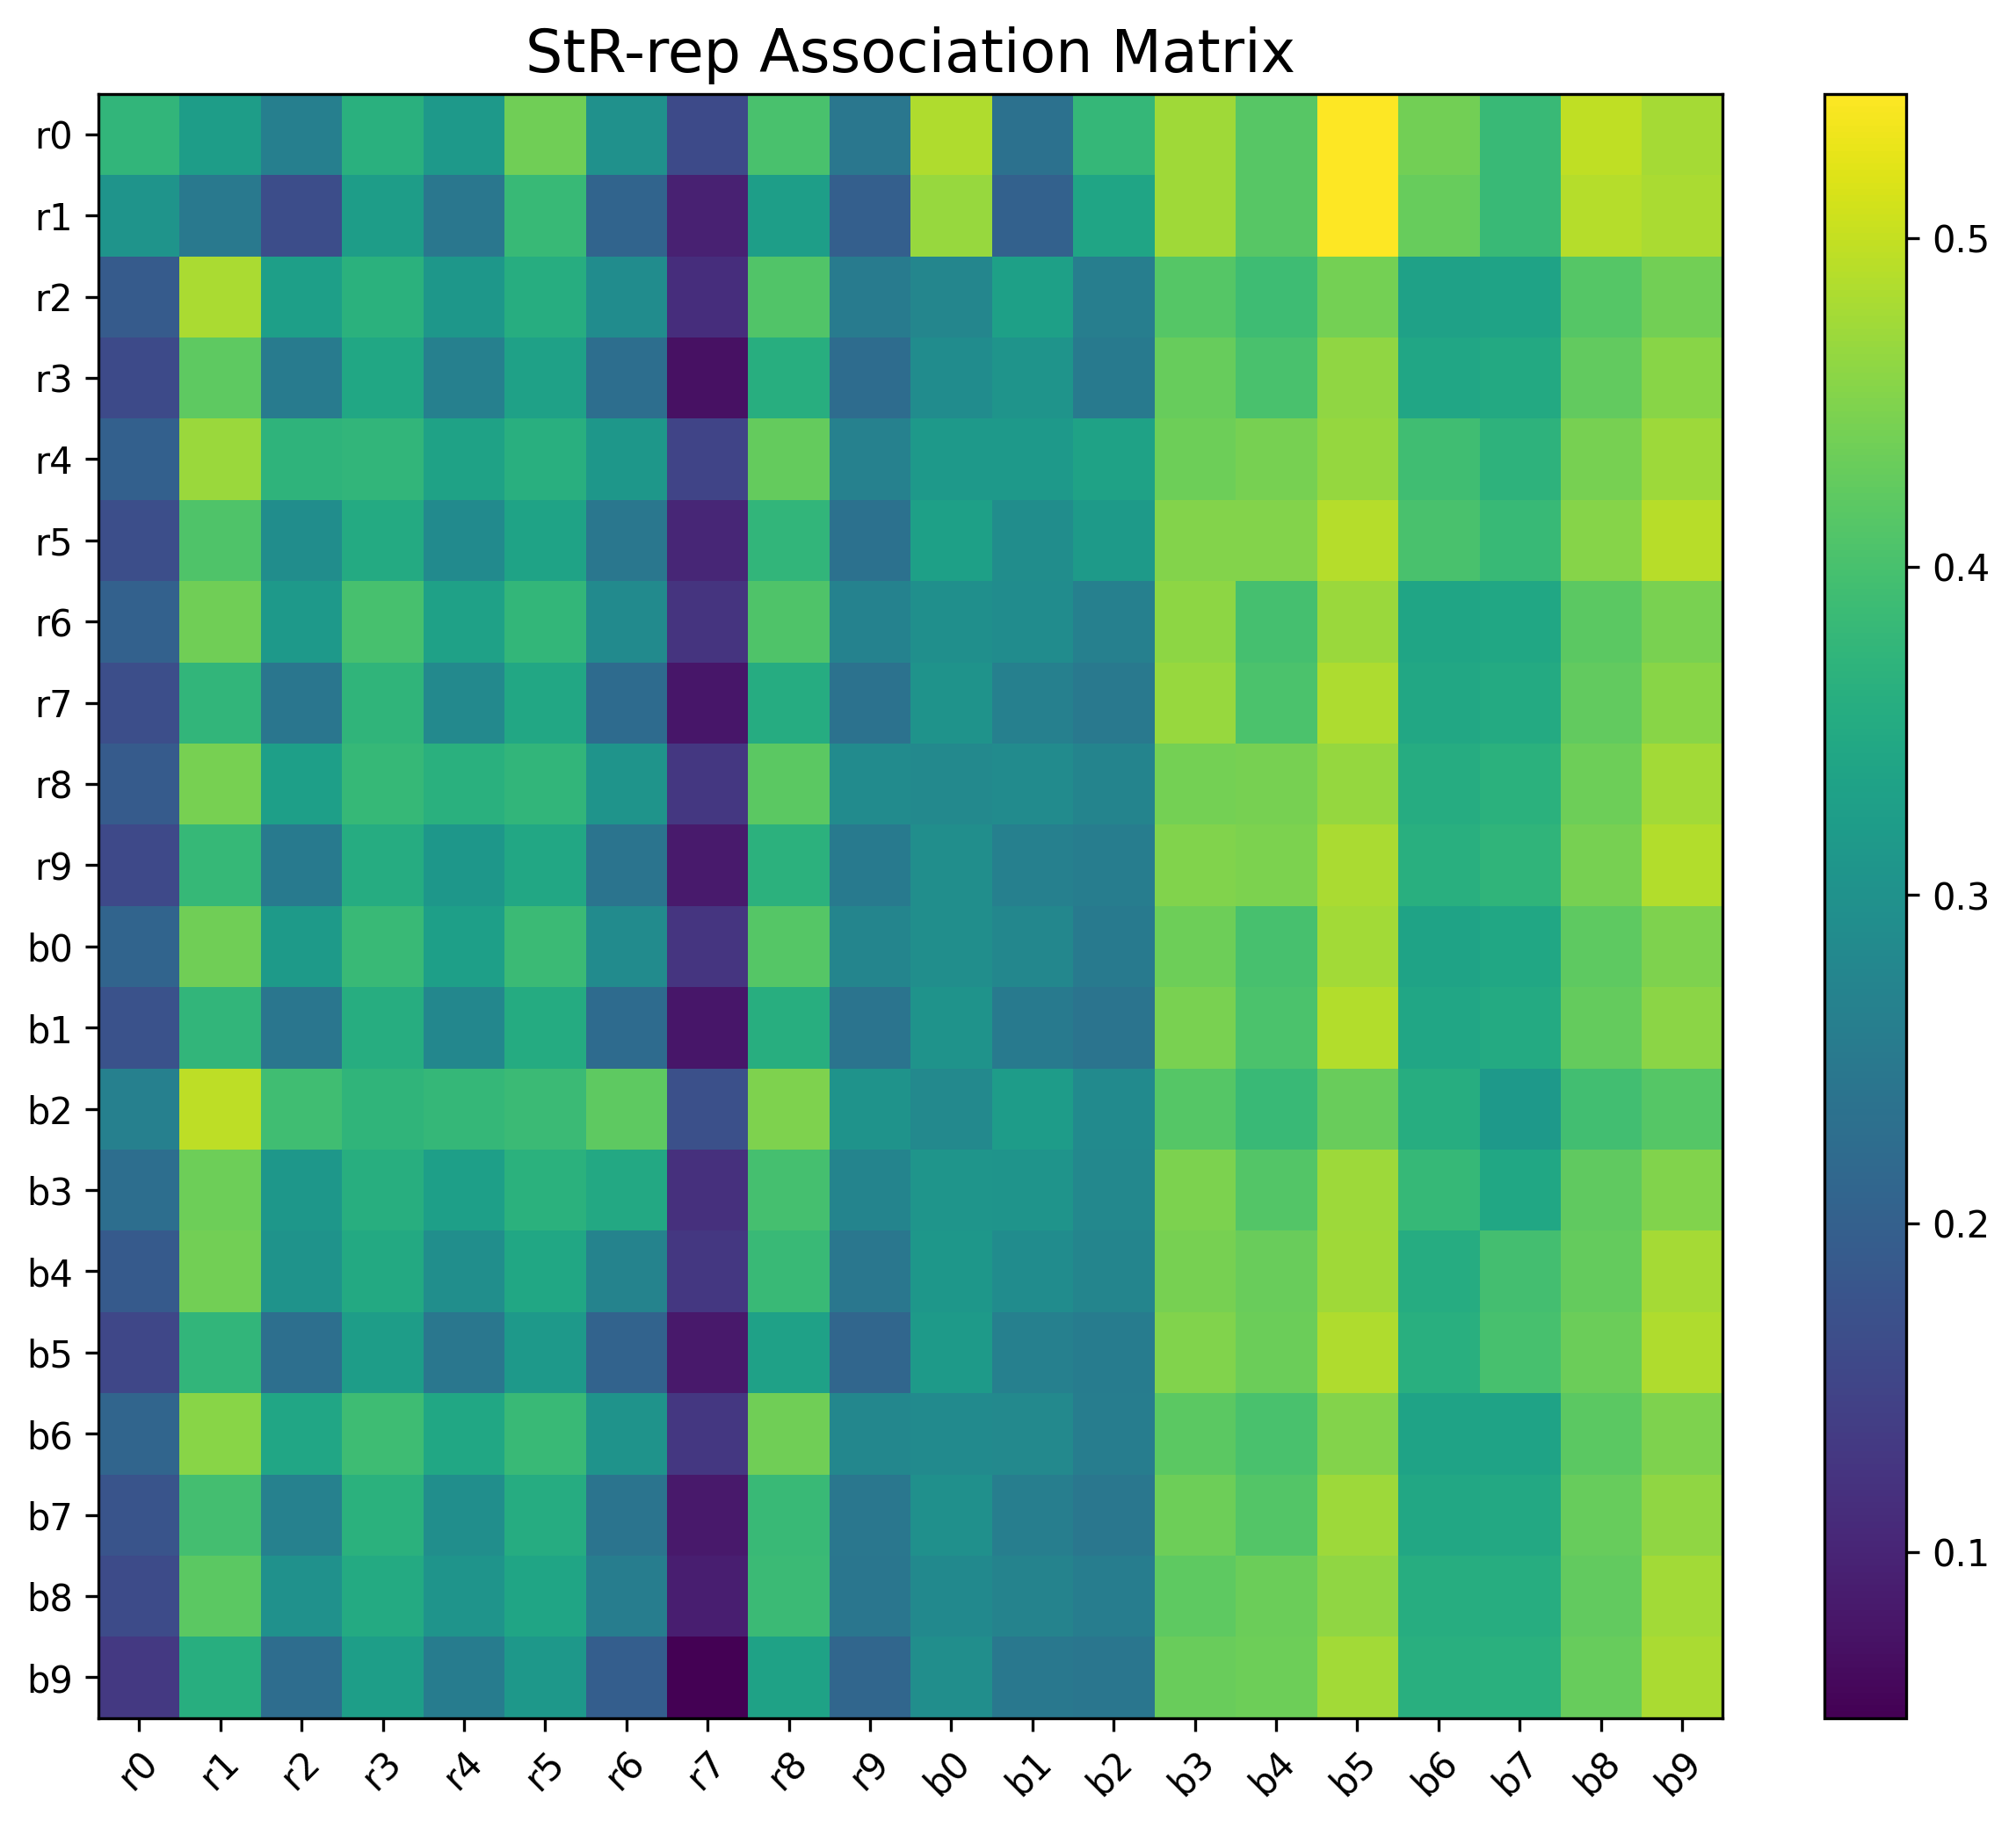 StR-rep Association Matrix
r0
r1
r2
r3
r4
r5
r6
r7
r8
r9
b0
b1
b2
b3
b4
b5
b6
b7
b8
b9
r0 r1 r2 r3 r4 r5 r6 r7 r8 r9 b0 b1 b2 b3 b4 b5 b6 b7 b8 b9
0.5
0.4
0.3
0.2
0.1